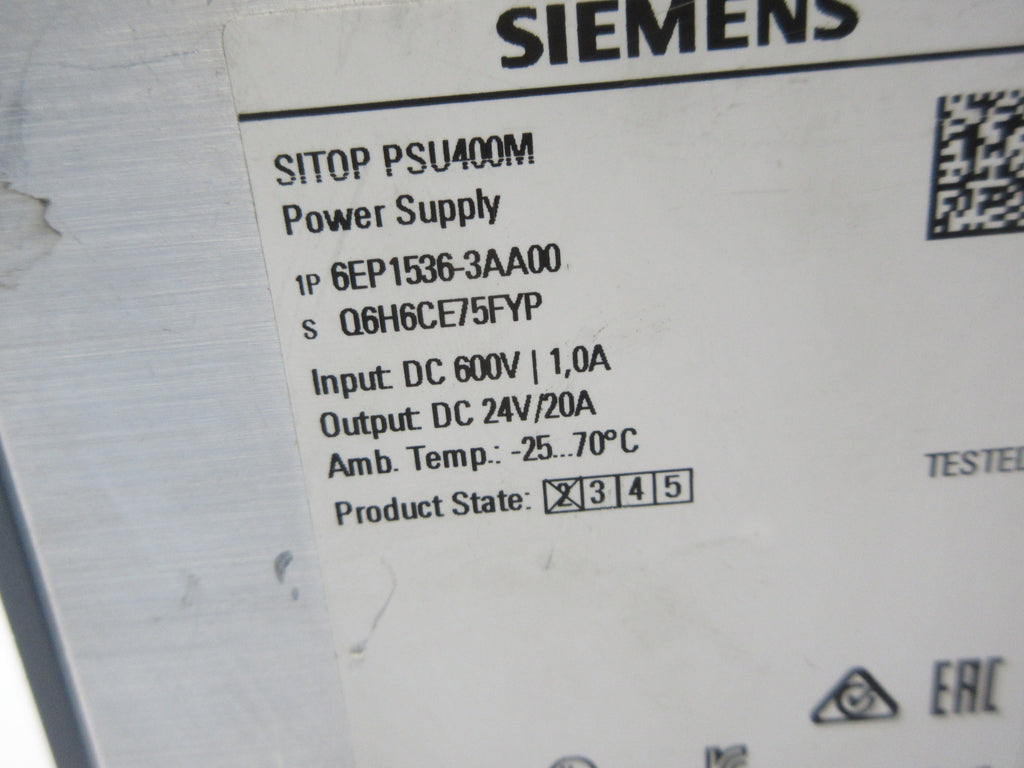 SIEMENS
SITOP PSU400M
Power Supply
1P 6EP1536-3AA00
S Q6H6CE75FYP
Input: DC 600V | 1,0A
Output: DC 24V/20A
Amb. Temp.: -25...70°C
TESTED
Product State: 2 3 4 5
EAC